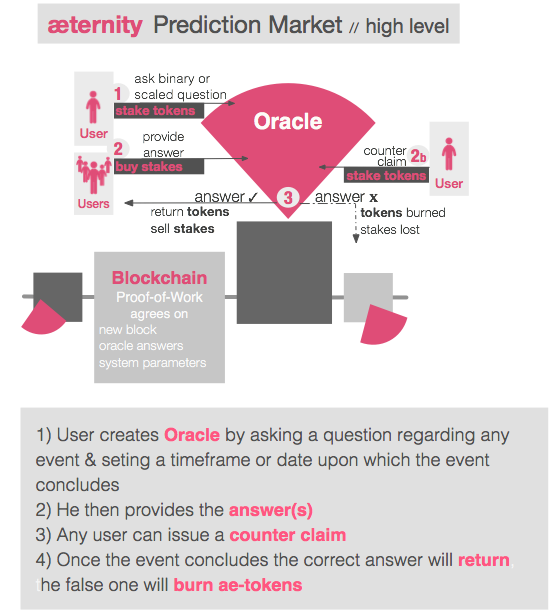 æternity Prediction Market // high level
1 ask binary or
scaled question
stake tokens
User
2 provide
answer
buy stakes
Users
Oracle
counter
claim 2b
stake tokens
User
answer ✓ 3 answer x
return tokens
sell stakes
tokens burned
stakes lost
Blockchain
Proof-of-Work
agrees on
new block
oracle answers
system parameters
1) User creates Oracle by asking a question regarding any
event & seting a timeframe or date upon which the event
concludes
2) He then provides the answer(s)
3) Any user can issue a counter claim
4) Once the event concludes the correct answer will return,
the false one will burn ae-tokens